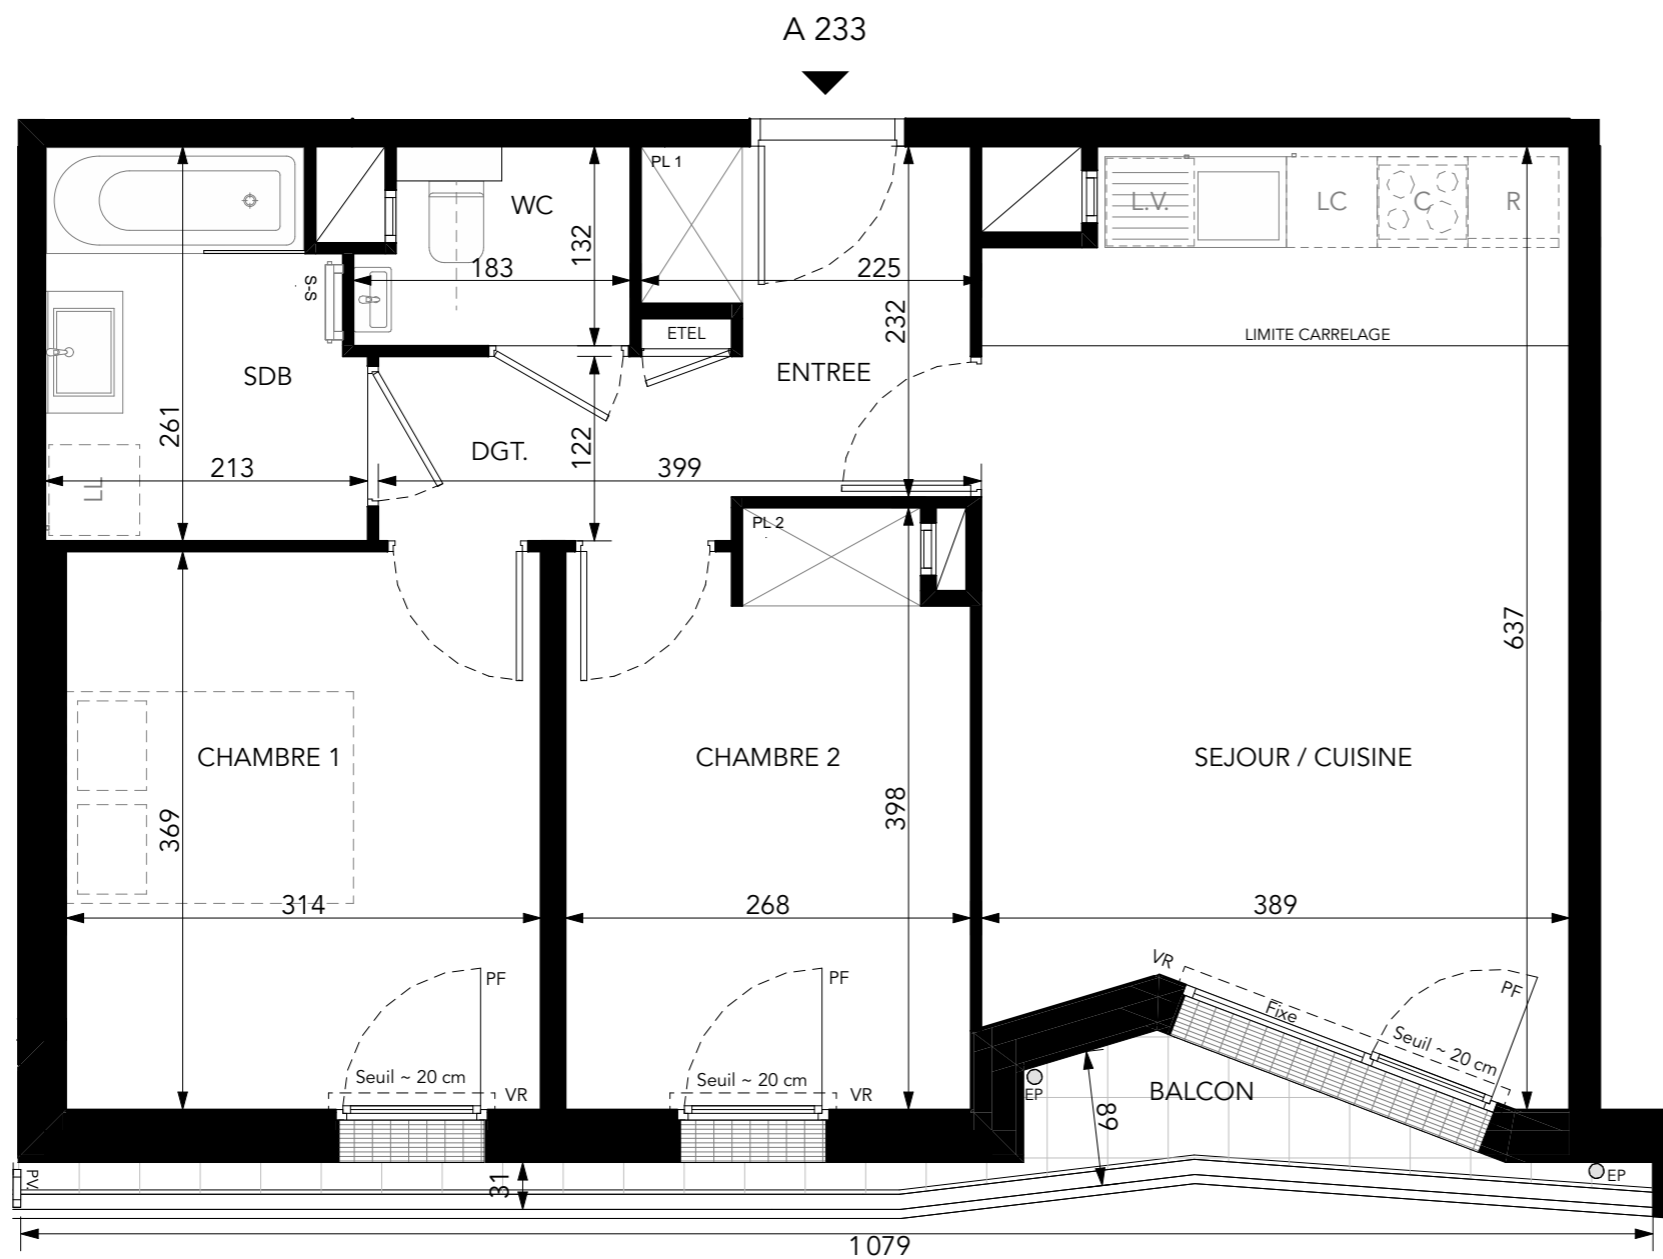 A 233
PL 1
WC
L.V.
LC
C
R
132
183
225
S-S
232
ETEL
LIMITE CARRELAGE
SDB
ENTREE
261
122
DGT.
213
399
LL
PL 2
637
CHAMBRE 1
CHAMBRE 2
SEJOUR / CUISINE
369
398
314
268
389
VR
PF
PF
PF
Fixe
Seuil ~ 20 cm
Seuil ~ 20 cm
Seuil ~ 20 cm
VR
VR
EP
BALCON
68
PV
31
EP
1079